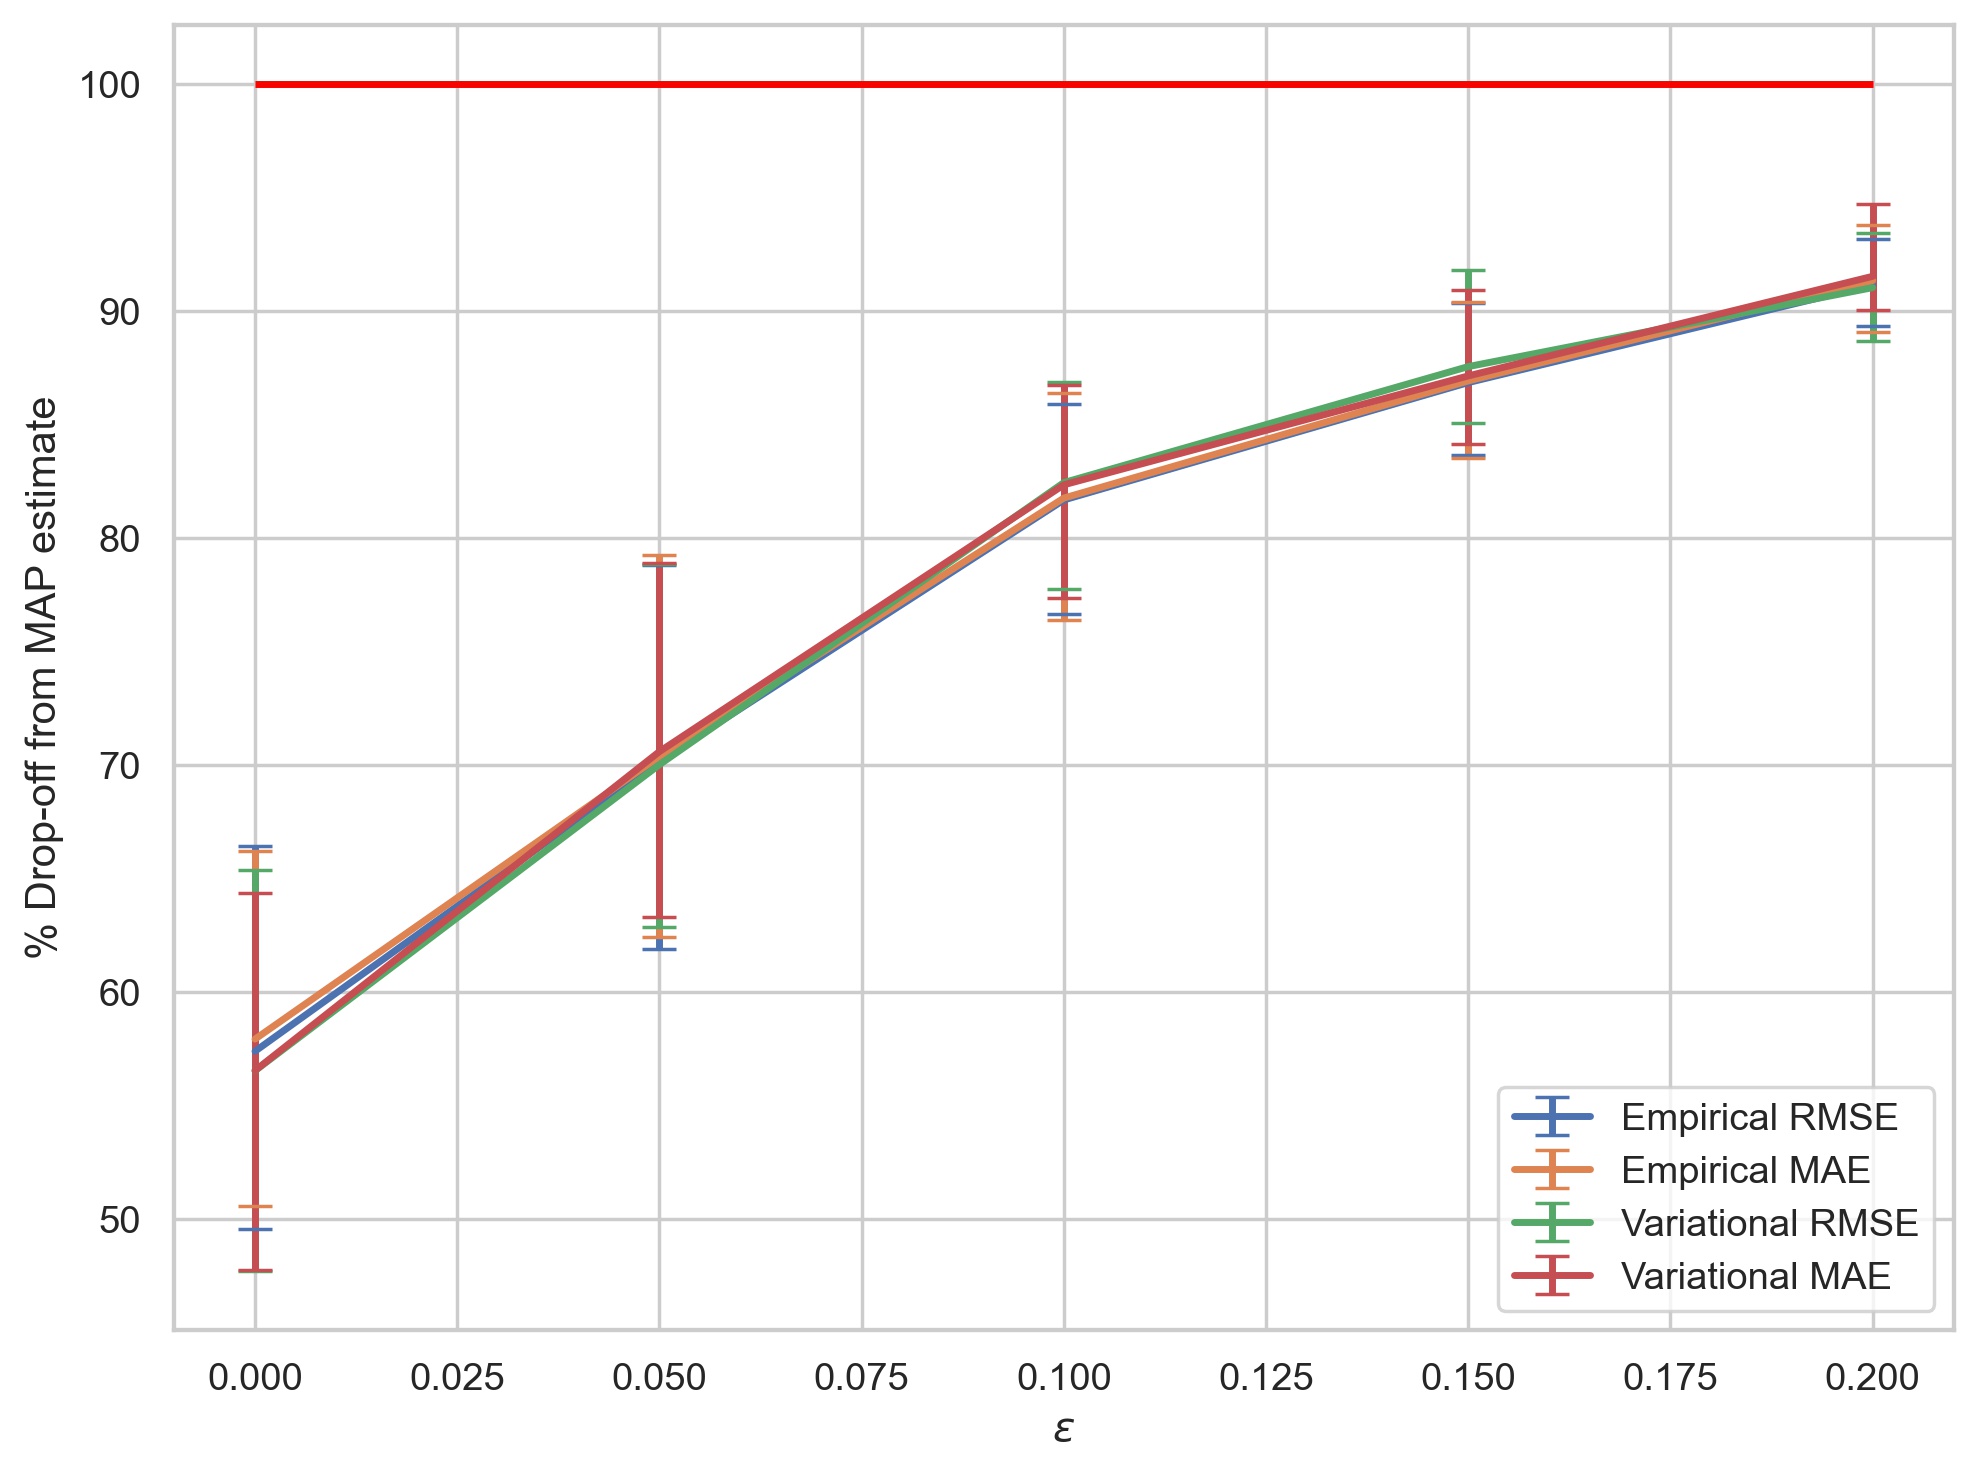 % Drop-off from MAP estimate
100
90
80
70
60
50
0.000 0.025 0.050 0.075 0.100 0.125 0.150 0.175 0.200
ε
Empirical RMSE
Empirical MAE
Variational RMSE
Variational MAE